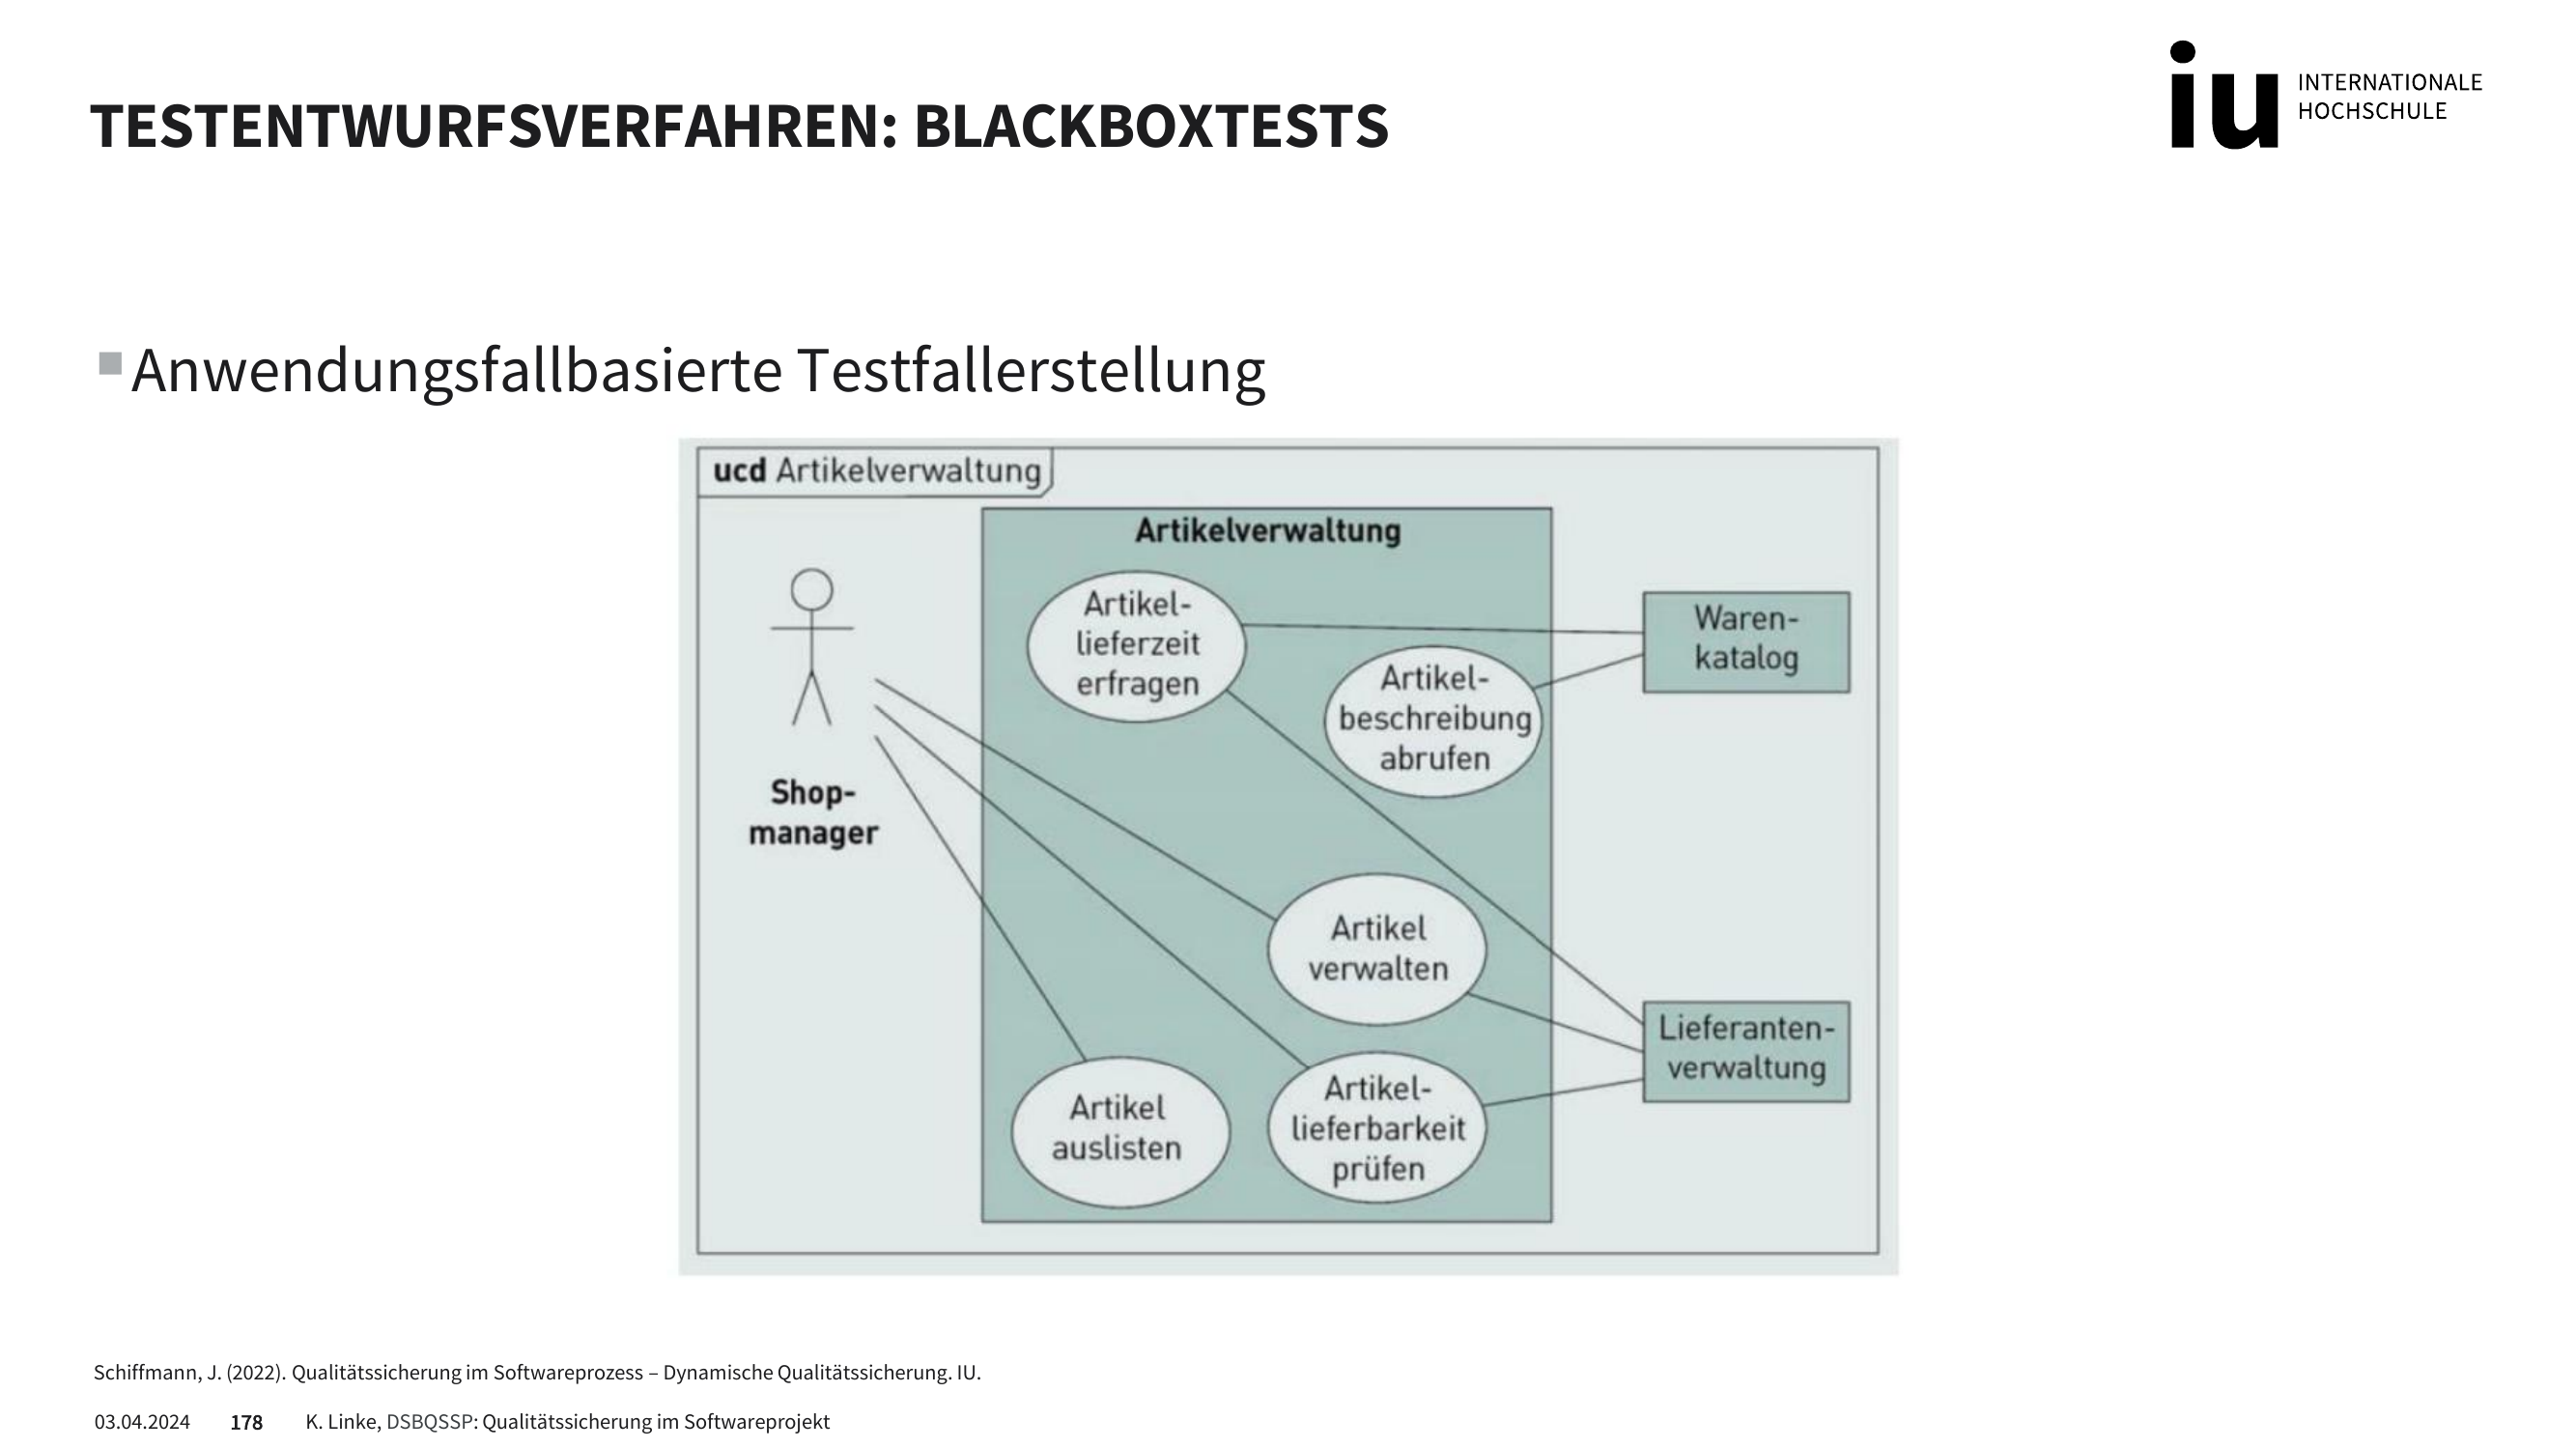 TESTENTWURFSVERFAHREN: BLACKBOXTESTS
iu INTERNATIONALE
HOCHSCHULE
Anwendungsfallbasierte Testfallerstellung
ucd Artikelverwaltung
Artikelverwaltung
Artikel-
lieferzeit
erfragen
Waren-
katalog
Artikel-
beschreibung
abrufen
Shop-
manager
Artikel
verwalten
Lieferanten-
verwaltung
Artikel
auslisten
Artikel-
lieferbarkeit
prüfen
Schiffmann, J. (2022). Qualitätssicherung im Softwareprozess – Dynamische Qualitätssicherung. IU.
03.04.2024 178 K. Linke, DSBQSSP: Qualitätssicherung im Softwareprojekt